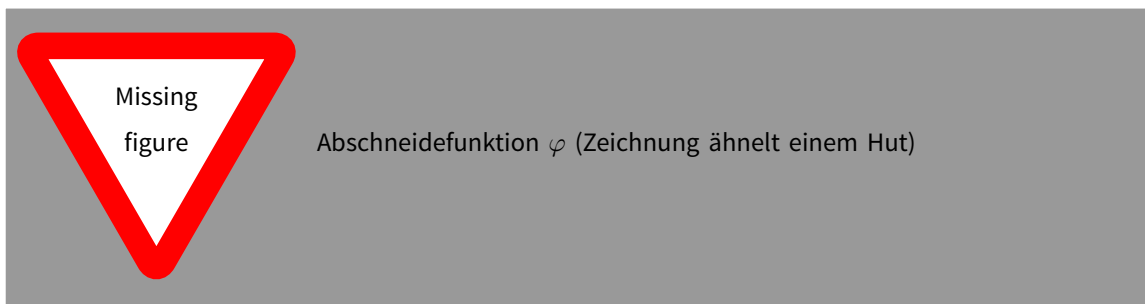 Missing
figure
Abschneidefunktion φ (Zeichnung ähnelt einem Hut)